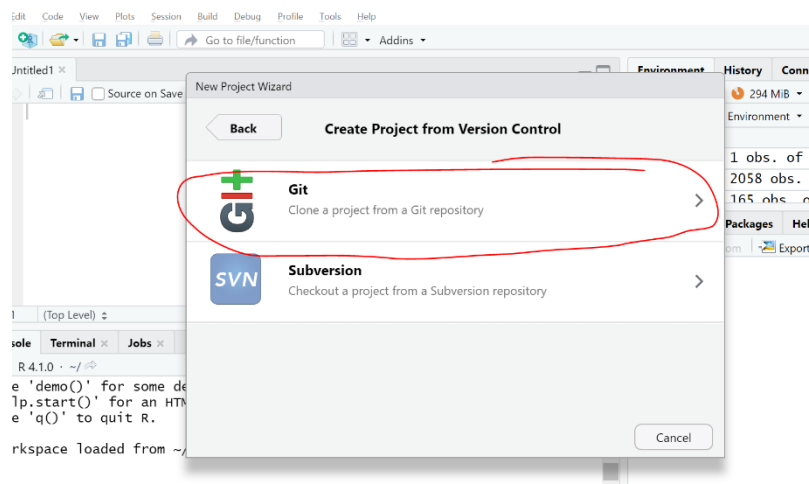 Edit Code View Plots Session Build Debug Profile Tools Help
Go to file/function Addins
Untitled1
Source on Save
Environment History Conn
294 MiB
Environment
1 obs. of
2058 obs.
165 obs. o
Packages Hel
Export
New Project Wizard
Back
Create Project from Version Control
Git
Git
Clone a project from a Git repository
SVN
Subversion
Checkout a project from a Subversion repository
Cancel
(Top Level)
sole Terminal Jobs
R 4.1.0 · ~/
e 'demo()' for some de
lp.start()' for an HTM
e 'q()' to quit R.
rkspace loaded from ~/